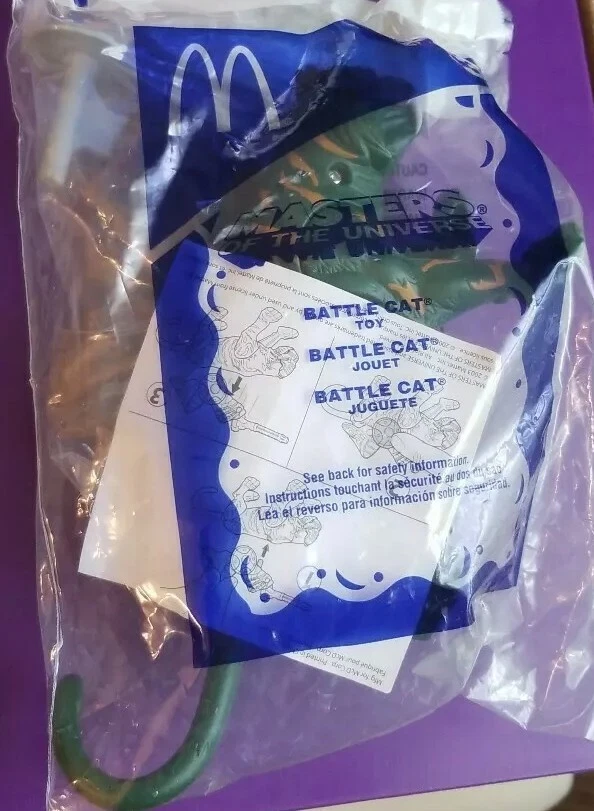 MASTERS®
OF THE UNIVERSE
BATTLE CAT®
TOY
BATTLE CAT®
JOUET
BATTLE CAT®
JUGUETE
See back for safety information.
Instructions touchant la sécurité au dos du sac
Lea el reverso para información sobre seguridad.
3